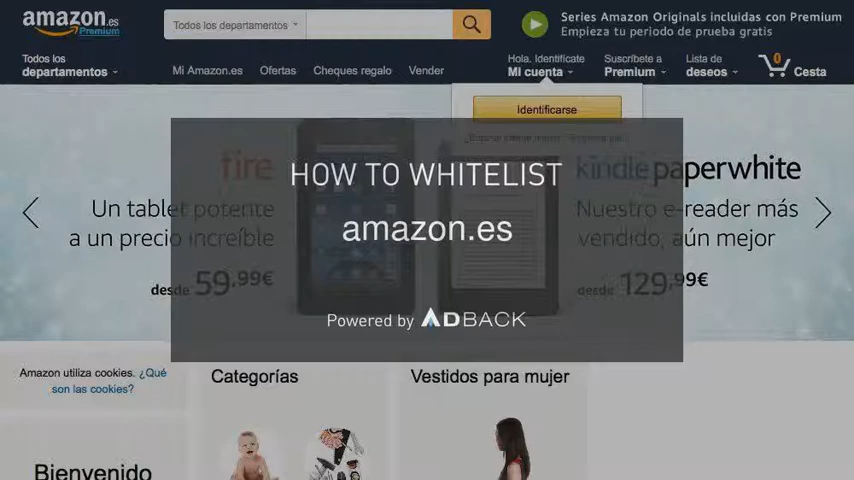 amazon.es
Premium
Todos los departamentos
Series Amazon Originals incluidas con Premium
Empieza tu periodo de prueba gratis
Todos los
departamentos
Mi Amazon.es
Ofertas
Cheques regalo
Vender
Hola. Identifícate
Mi cuenta
Suscríbete a
Premium
Lista de
deseos
0
Cesta
Identificarse
HOW TO WHITELIST
amazon.es
Powered by ADBACK
fire
Un tablet potente
a un precio increíble
desde 59,99€
kindle paperwhite
Nuestro e-reader más
vendido, aún mejor
desde 129,99€
Amazon utiliza cookies. ¿Qué
son las cookies?
Categorías
Vestidos para mujer
Bienvenido